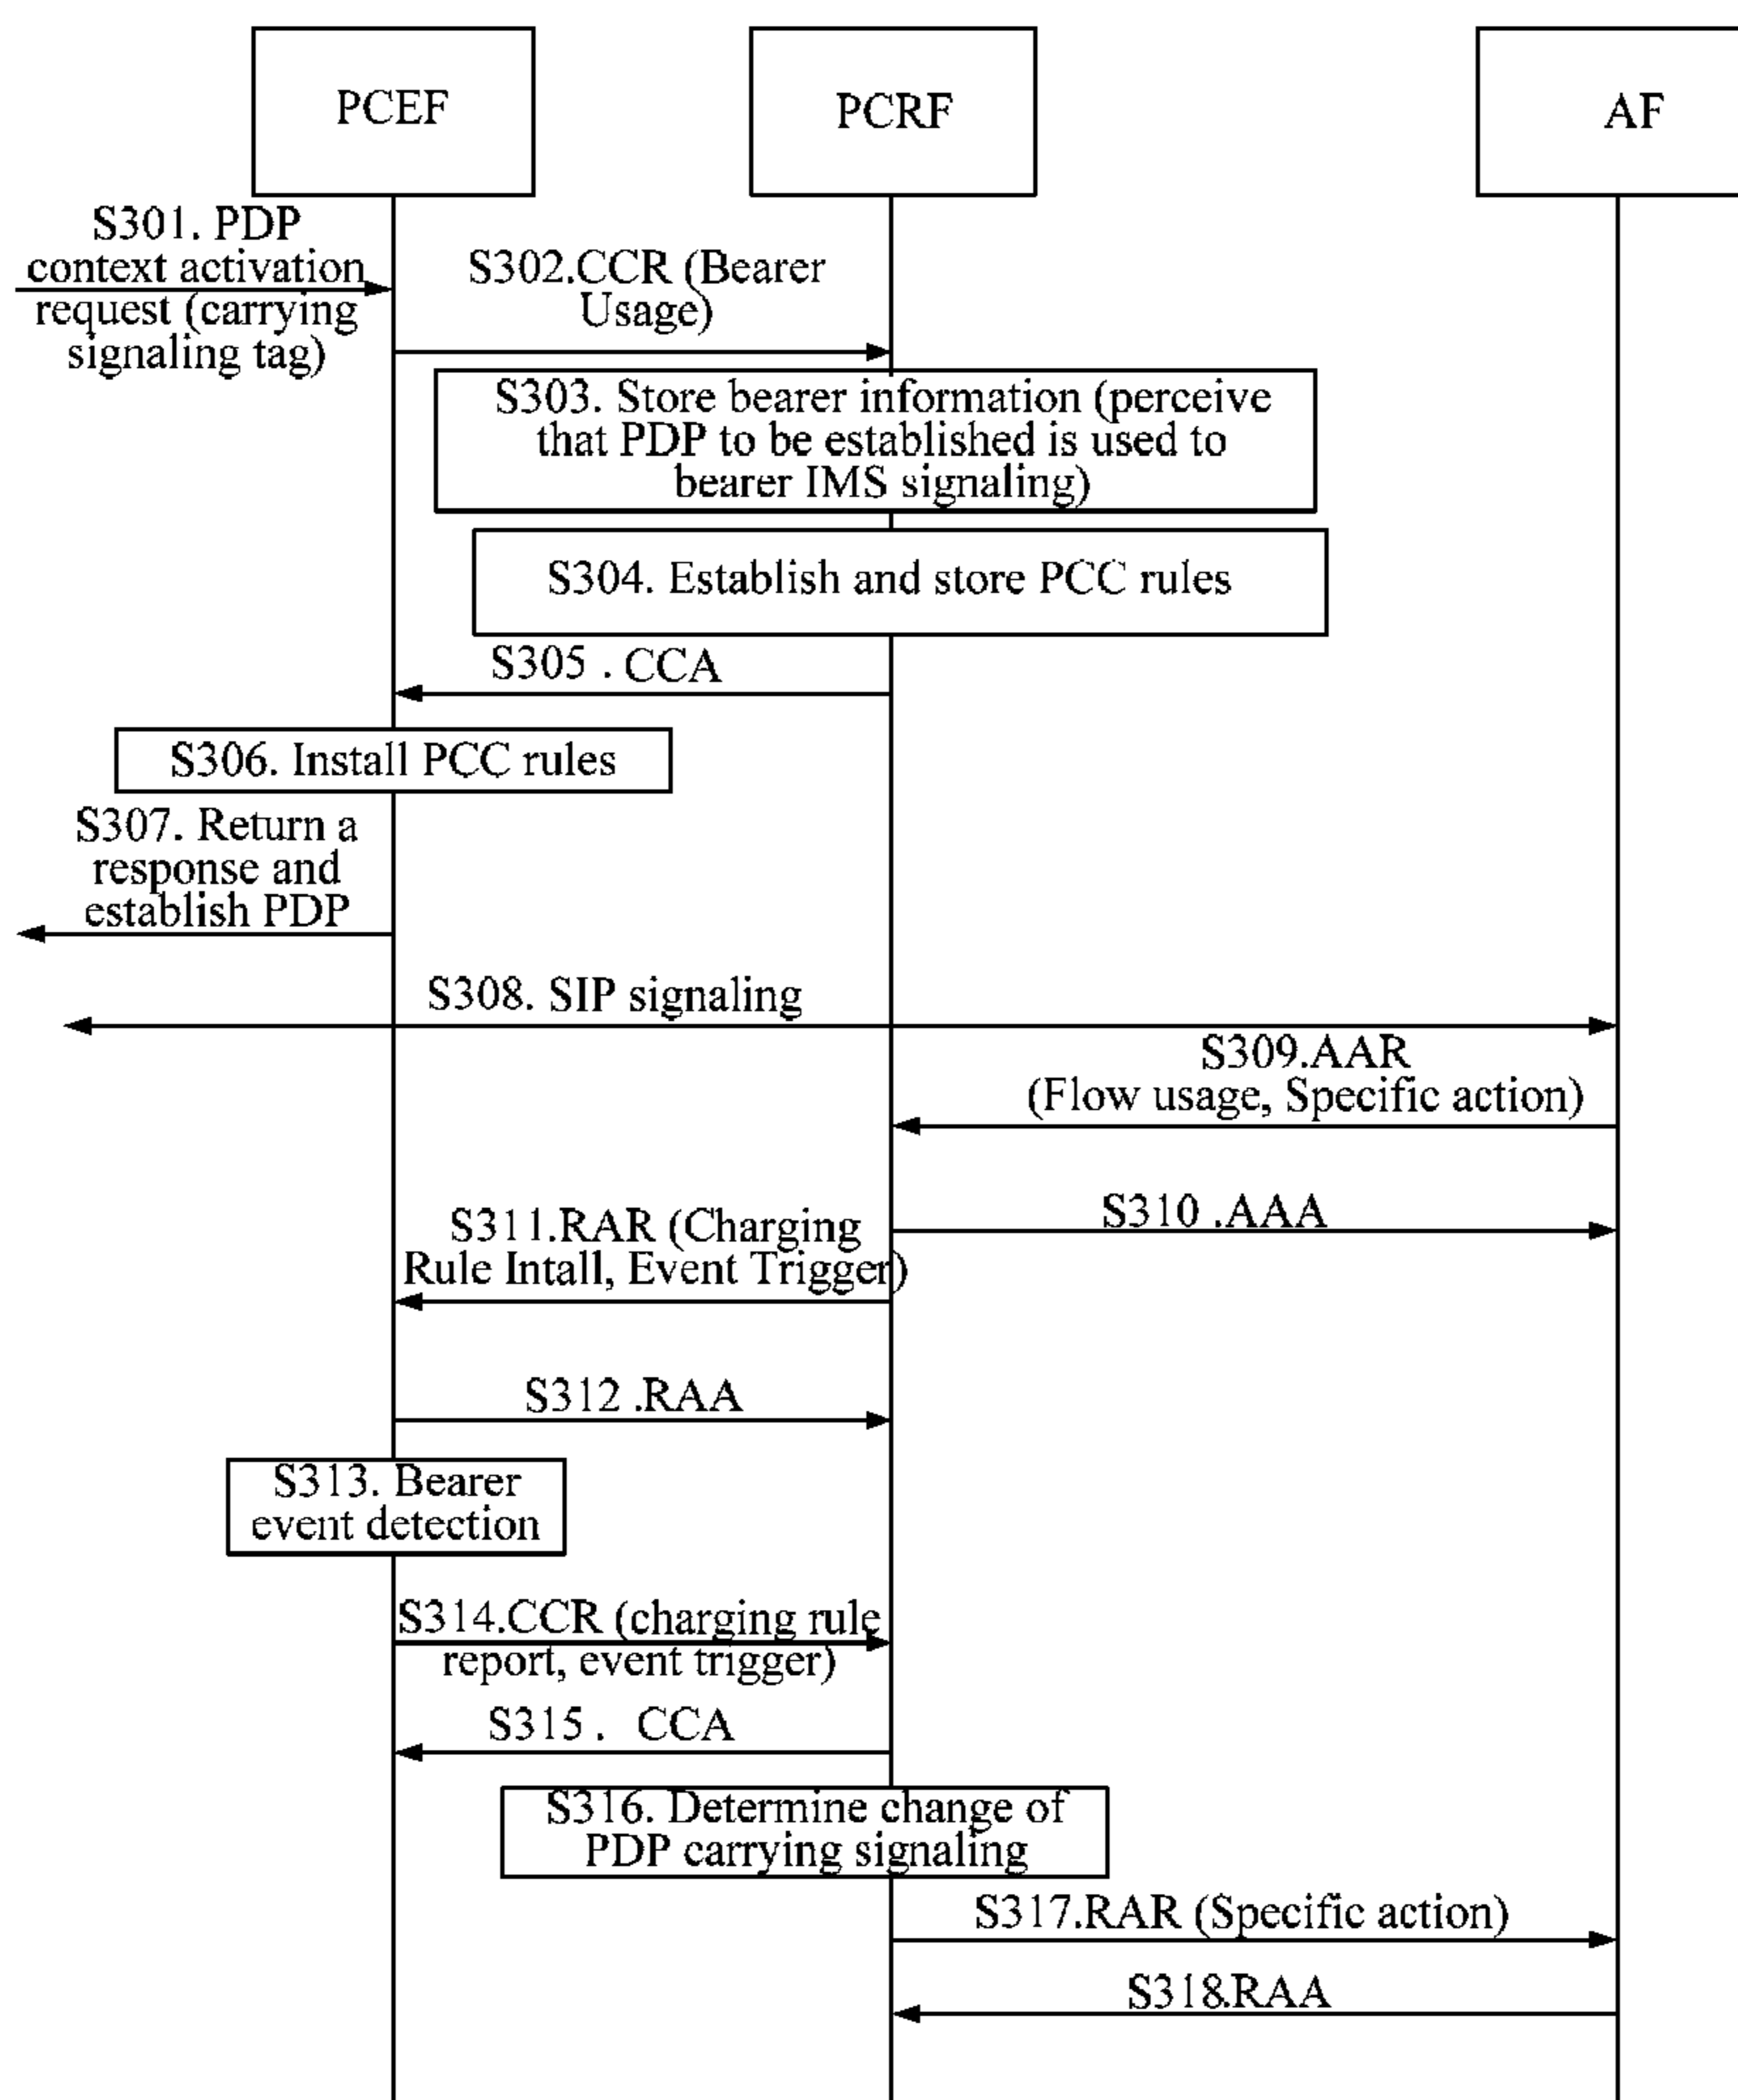 PCEF
PCRF
AF
S301. PDP
context activation
request (carrying
signaling tag)
S302.CCR (Bearer
Usage)
S303. Store bearer information (perceive
that PDP to be established is used to
bearer IMS signaling)
S304. Establish and store PCC rules
S305 . CCA
S306. Install PCC rules
S307. Return a
response and
establish PDP
S308. SIP signaling
S309.AAR
(Flow usage, Specific action)
S310 .AAA
S311.RAR (Charging
Rule Intall, Event Trigger)
S312 .RAA
S313. Bearer
event detection
S314.CCR (charging rule
report, event trigger)
S315 . CCA
S316. Determine change of
PDP carrying signaling
S317.RAR (Specific action)
S318.RAA